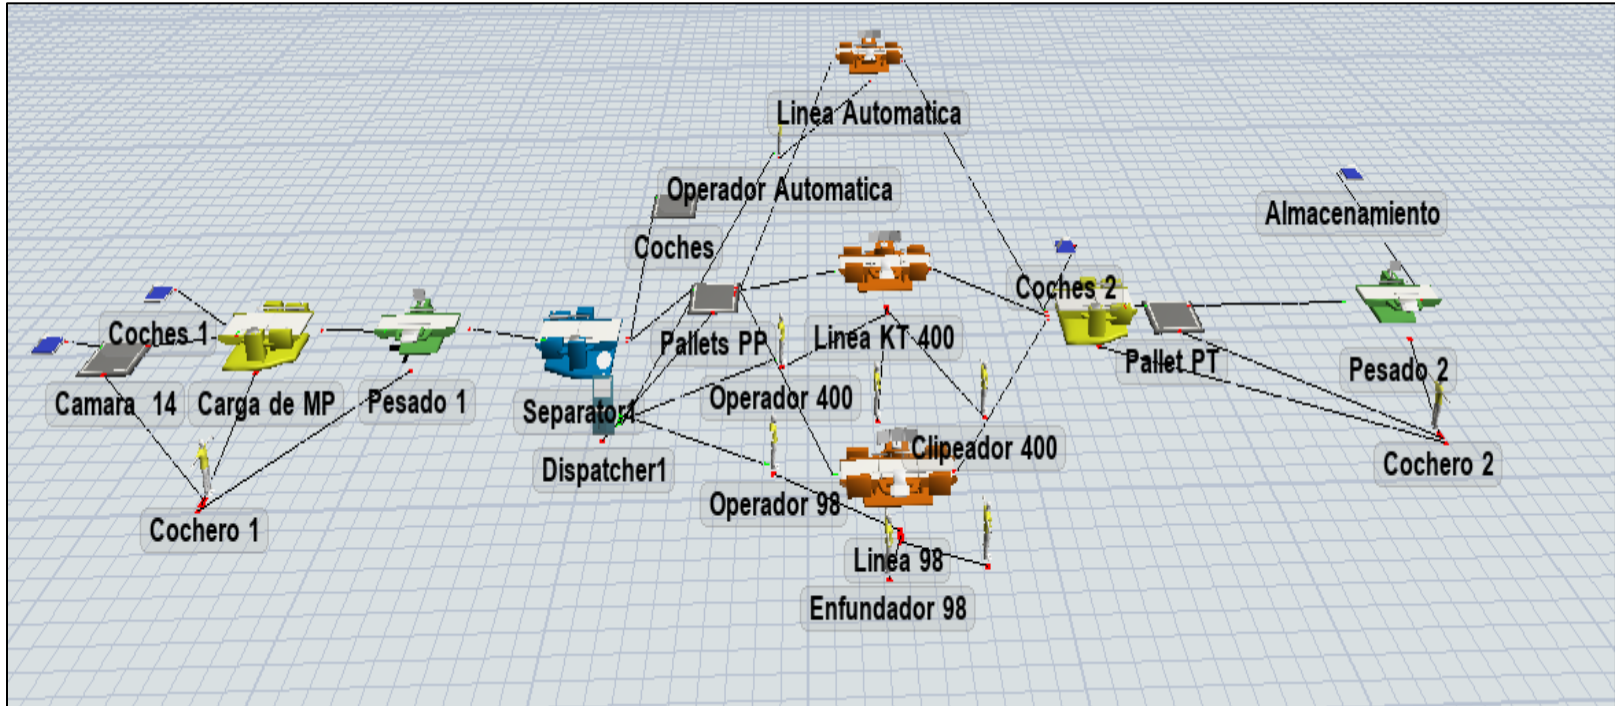 Linea Automatica
Operador Automatica
Almacenamiento
Coches
Coches 2
Coches 1
Linea KT 400
Pallets PP
Pallet PT
Pesado 2
Camara 14
Carga de MP
Pesado 1
Separator1
Operador 400
Clipeador 400
Cochero 2
Dispatcher1
Operador 98
Cochero 1
Linea 98
Enfundador 98